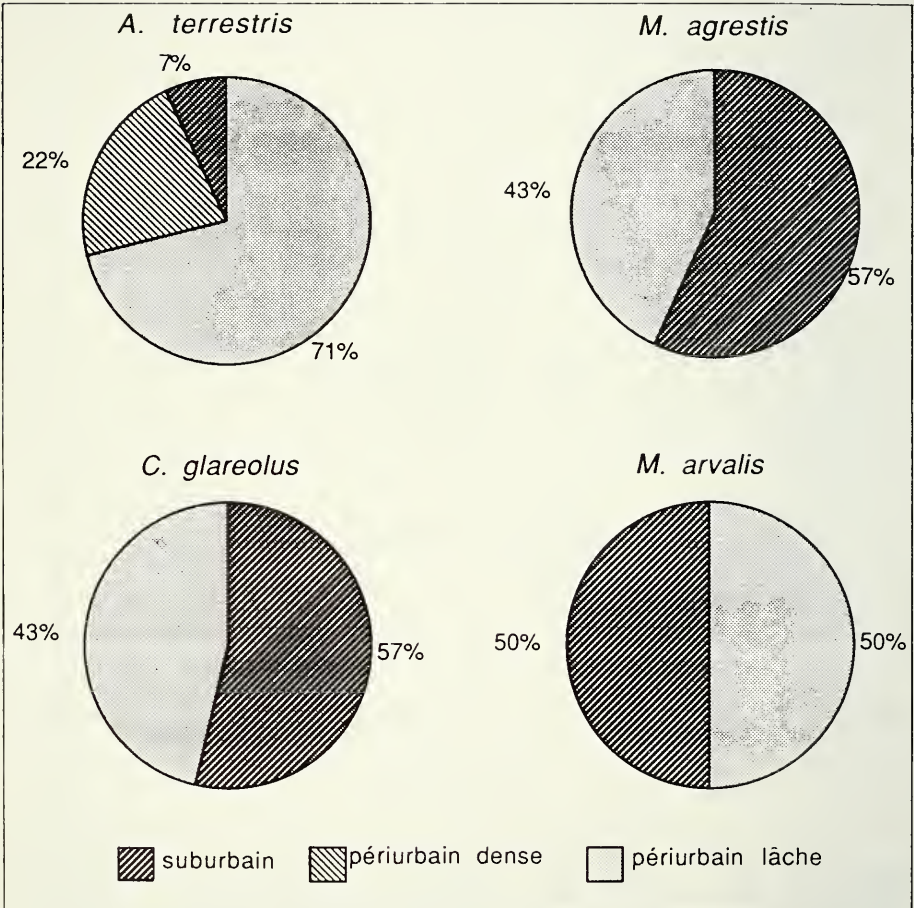 A. terrestris
M. agrestis
7%
22%
71%
43%
57%
C. glareolus
M. arvalis
43%
57%
50%
50%
suburbain périurbain dense périurbain lâche